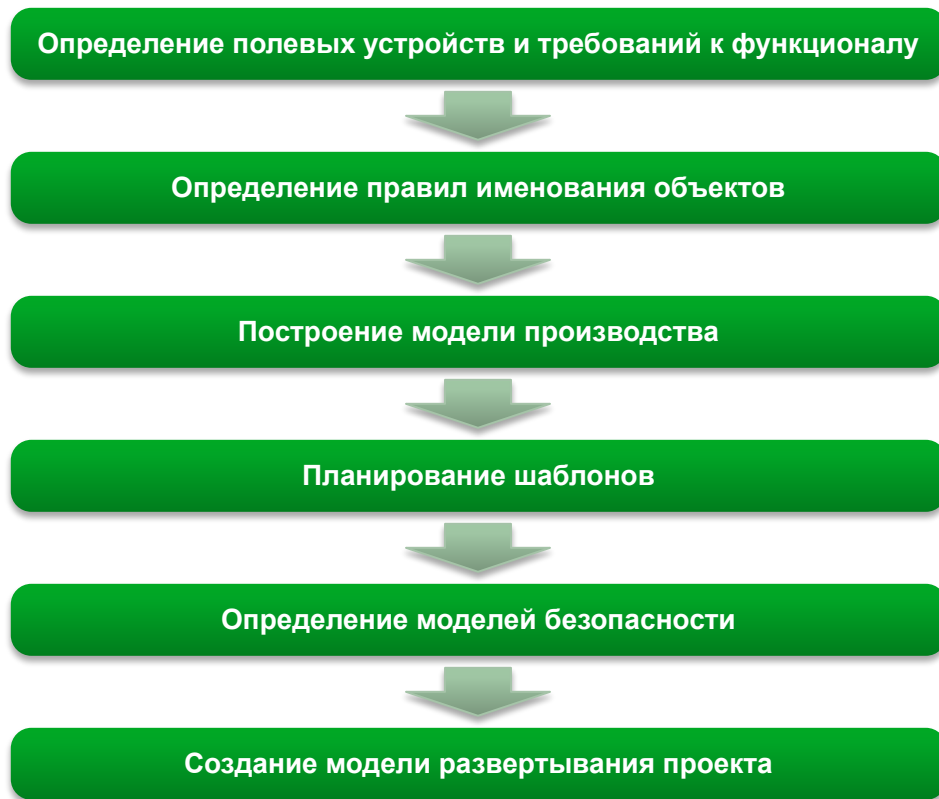 Определение полевых устройств и требований к функционалу
Определение правил именования объектов
Построение модели производства
Планирование шаблонов
Определение моделей безопасности
Создание модели развертывания проекта